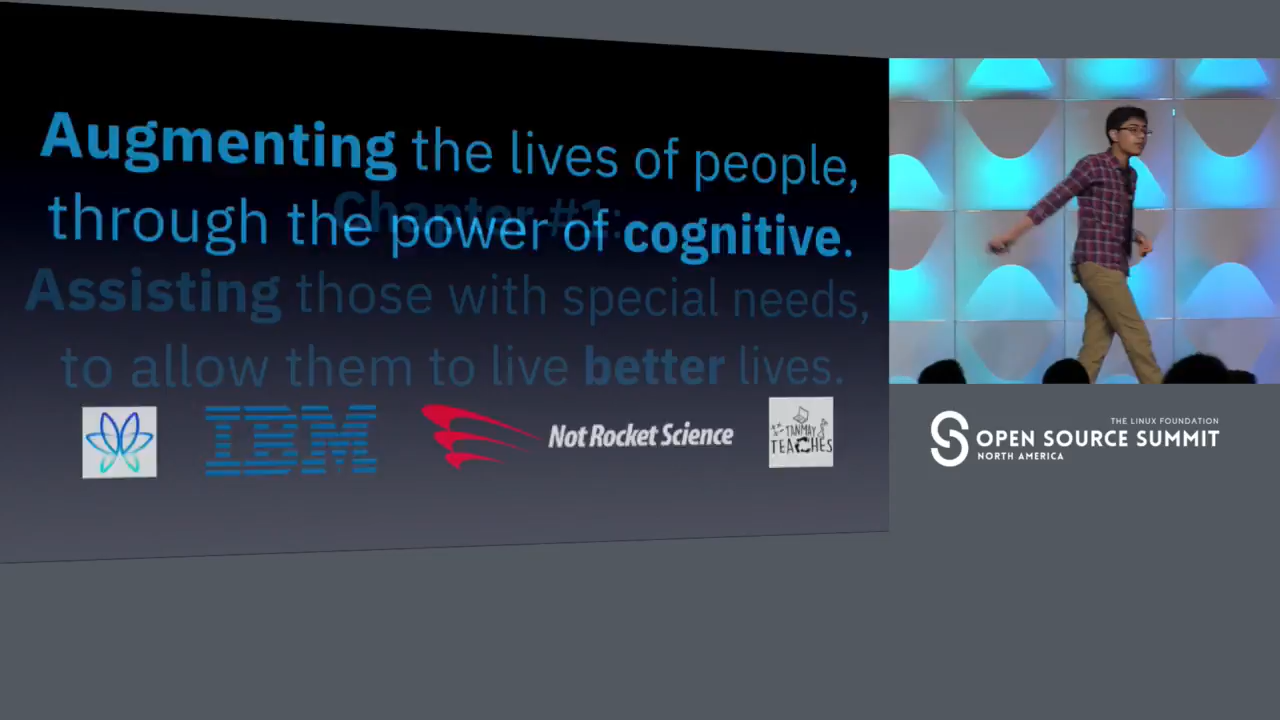 Augmenting the lives of people,
Chapter #1:
through the power of cognitive.
Assisting those with special needs,
to allow them to live better lives.
IBM
Not Rocket Science
TANMAY
TEACHES
THE LINUX FOUNDATION
OPEN SOURCE SUMMIT
NORTH AMERICA